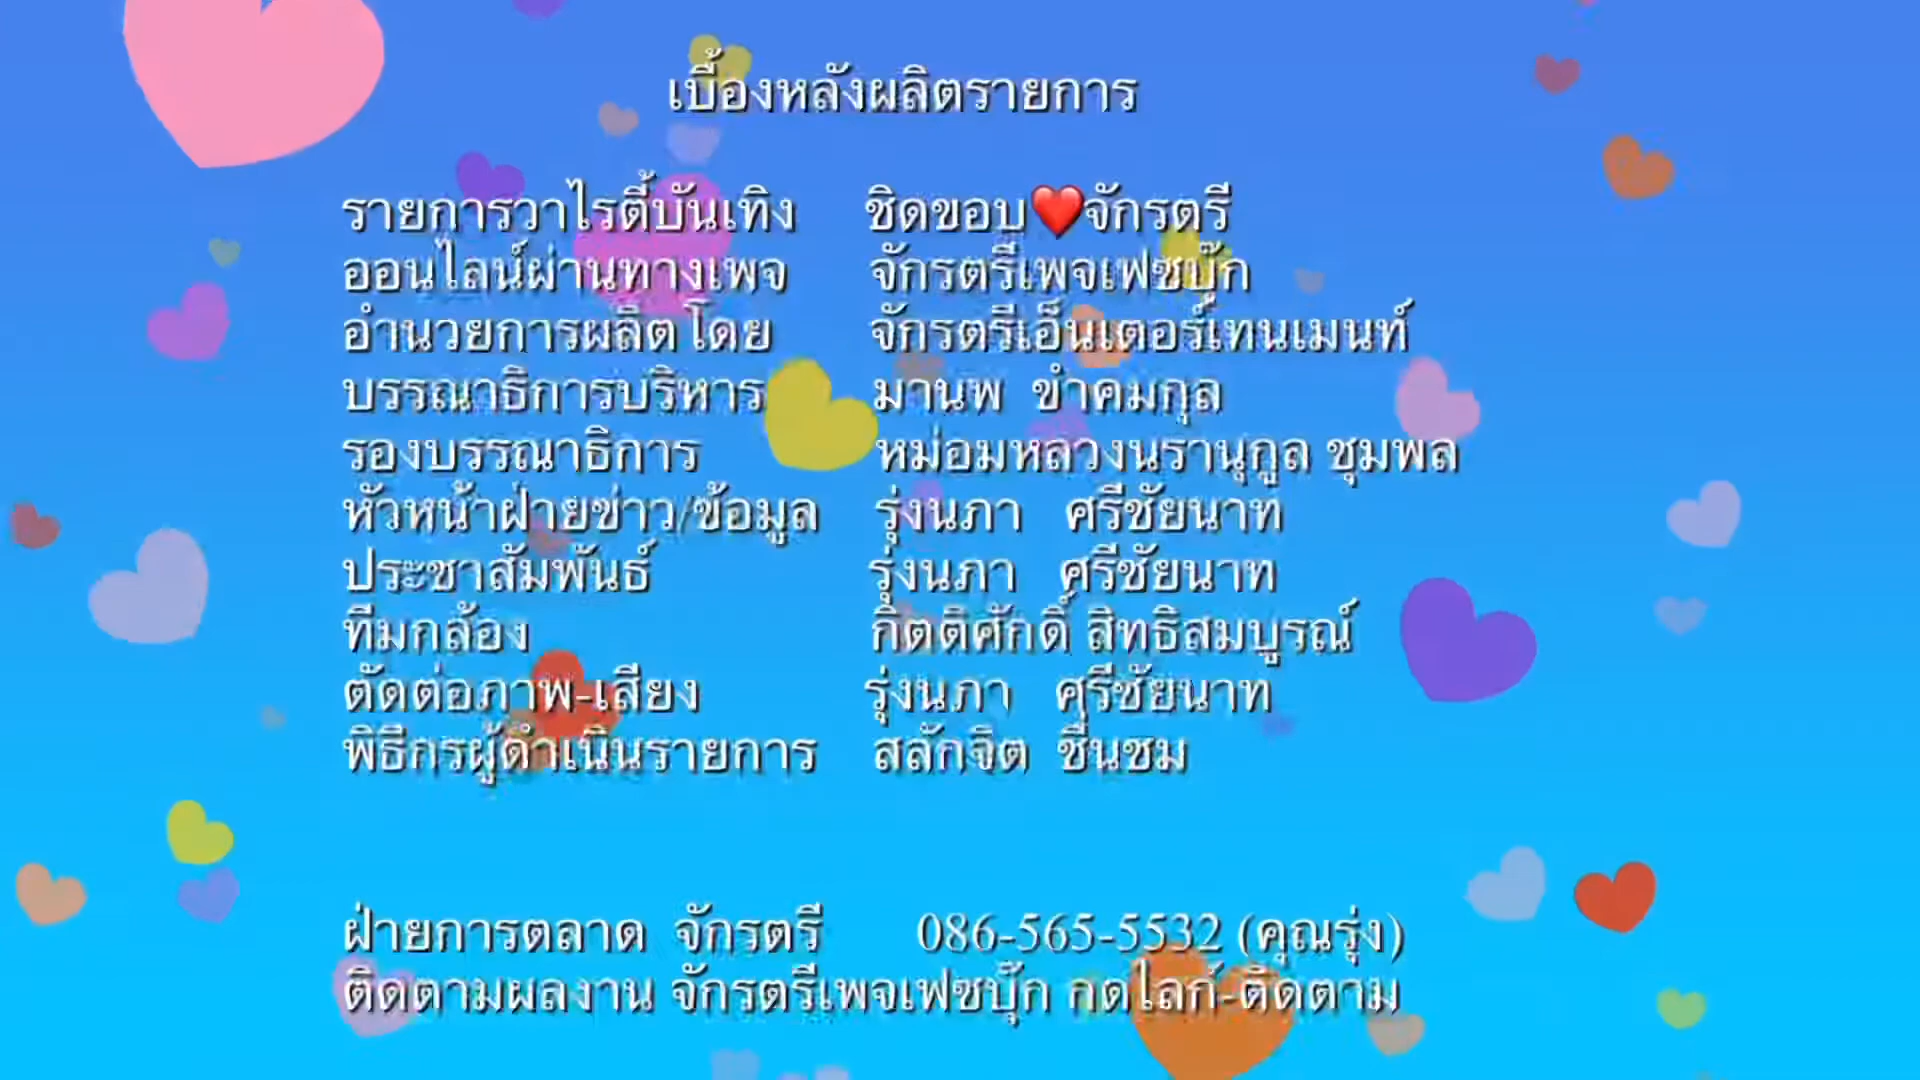 เบื้องหลังผลิตรายการ
รายการวาไรตี้บันเทิง ชิดขอบ❤️จักรตรี
ออนไลน์ผ่านทางเพจ จักรตรีเพจเฟซบุ๊ก
อำนวยการผลิตโดย จักรตรีเอ็นเตอร์เทนเมนท์
บรรณาธิการบริหาร มานพ ขำคมกุล
รองบรรณาธิการ หม่อมหลวงนรานุกูล ชุมพล
หัวหน้าฝ่ายข่าว/ข้อมูล รุ่งนภา ศรีชัยนาท
ประชาสัมพันธ์ รุ่งนภา ศรีชัยนาท
ทีมกล้อง กิตติศักดิ์ สิทธิสมบูรณ์
ตัดต่อภาพ-เสียง รุ่งนภา ศรีชัยนาท
พิธีกรผู้ดำเนินรายการ สลักจิต ชื่นชม
ฝ่ายการตลาด จักรตรี 086-565-5532 (คุณรุ่ง)
ติดตามผลงาน จักรตรีเพจเฟซบุ๊ก กดไลก์-ติดตาม